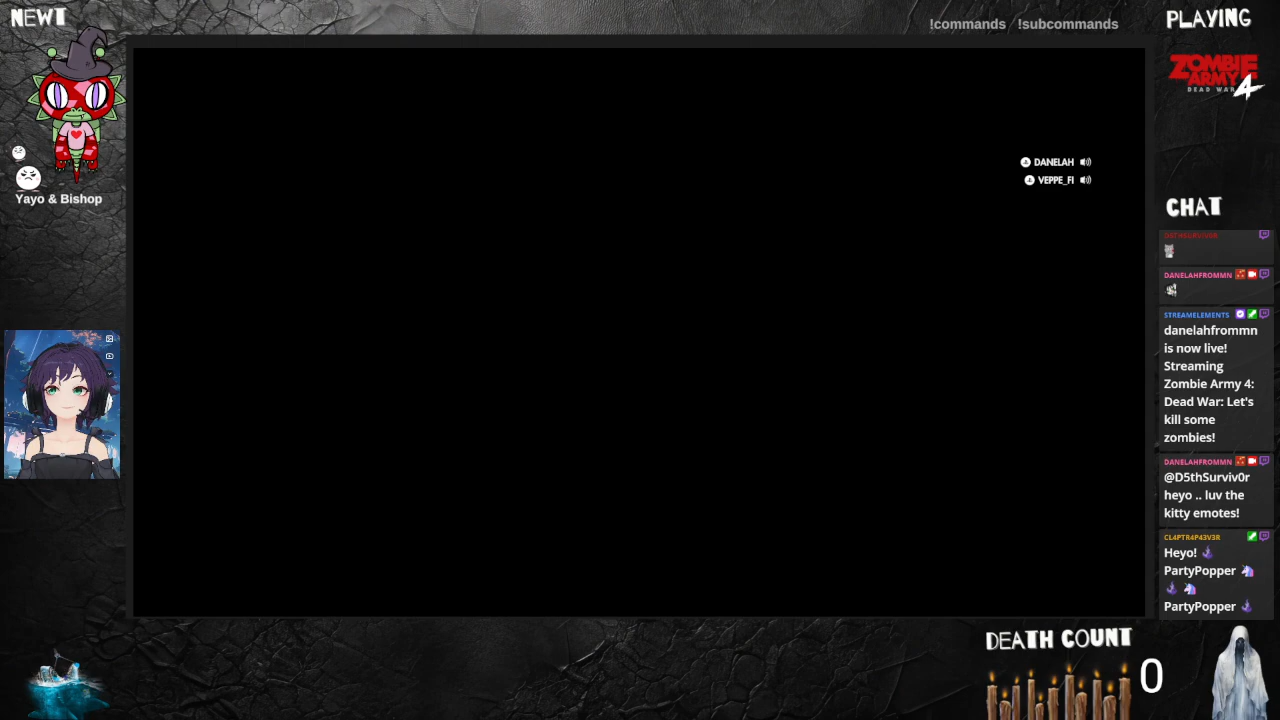 NEWT
!commands !subcommands
PLAYING
ZOMBIE
ARMY
DEAD WAR 4
DANELAH
VEPPE_FI
Yayo & Bishop
CHAT
D5THSURVIV0R
DANELAHFROMMN
STREAMELEMENTS
danelahfrommn
is now live!
Streaming
Zombie Army 4:
Dead War: Let's
kill some
zombies!
DANELAHFROMMN
@D5thSurviv0r
heyo .. luv the
kitty emotes!
CL4PTR4P43V3R
Heyo!
PartyPopper
PartyPopper
DEATH COUNT
0